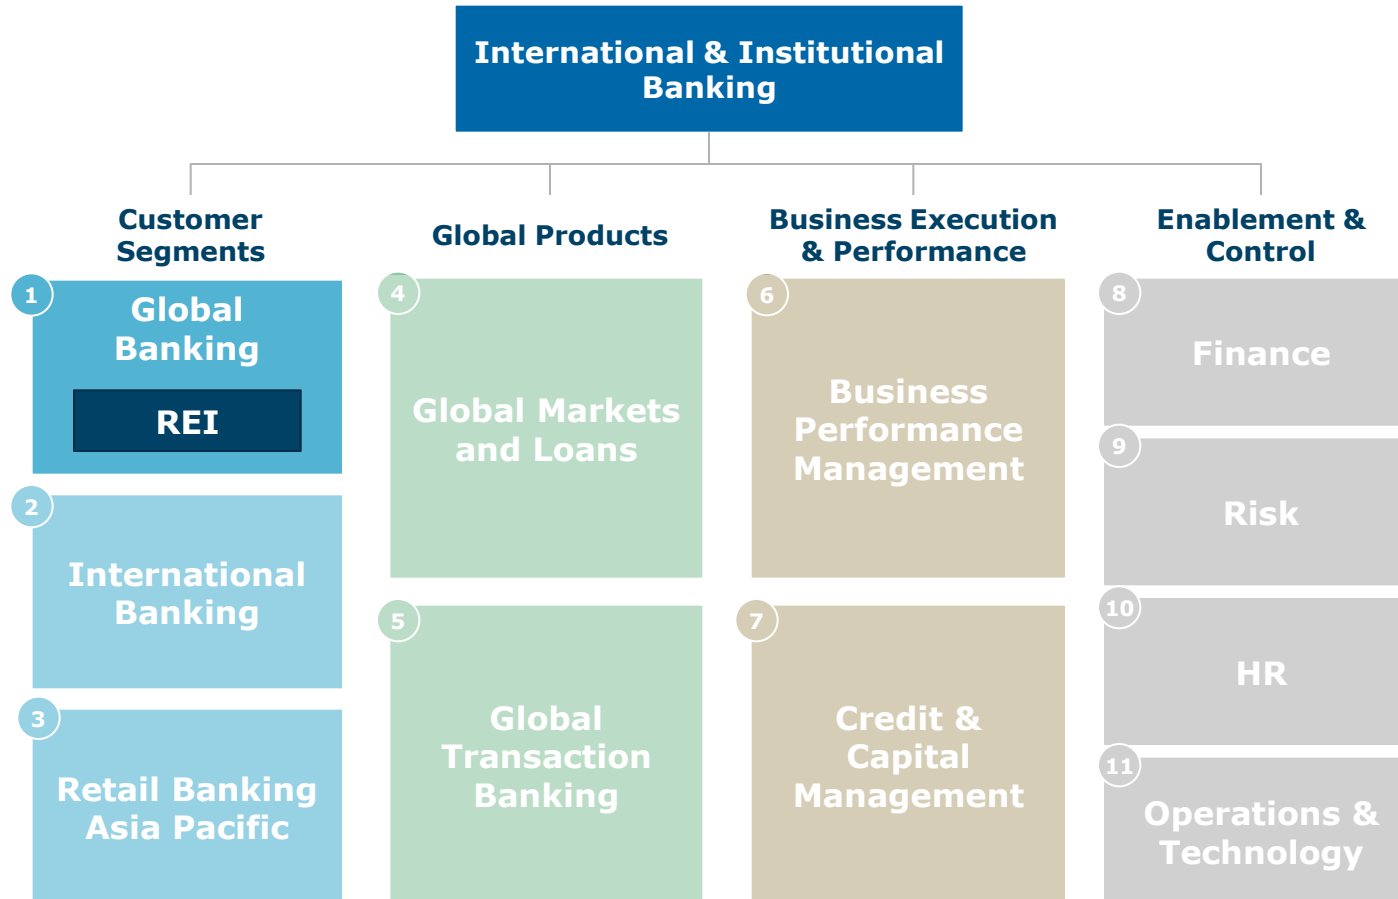 International & Institutional
Banking
Customer
Segments
Global Products
Business Execution
& Performance
Enablement &
Control
1
Global
Banking
REI
2
International
Banking
3
Retail Banking
Asia Pacific
4
Global Markets
and Loans
5
Global
Transaction
Banking
6
Business
Performance
Management
7
Credit &
Capital
Management
8
Finance
9
Risk
10
HR
11
Operations &
Technology